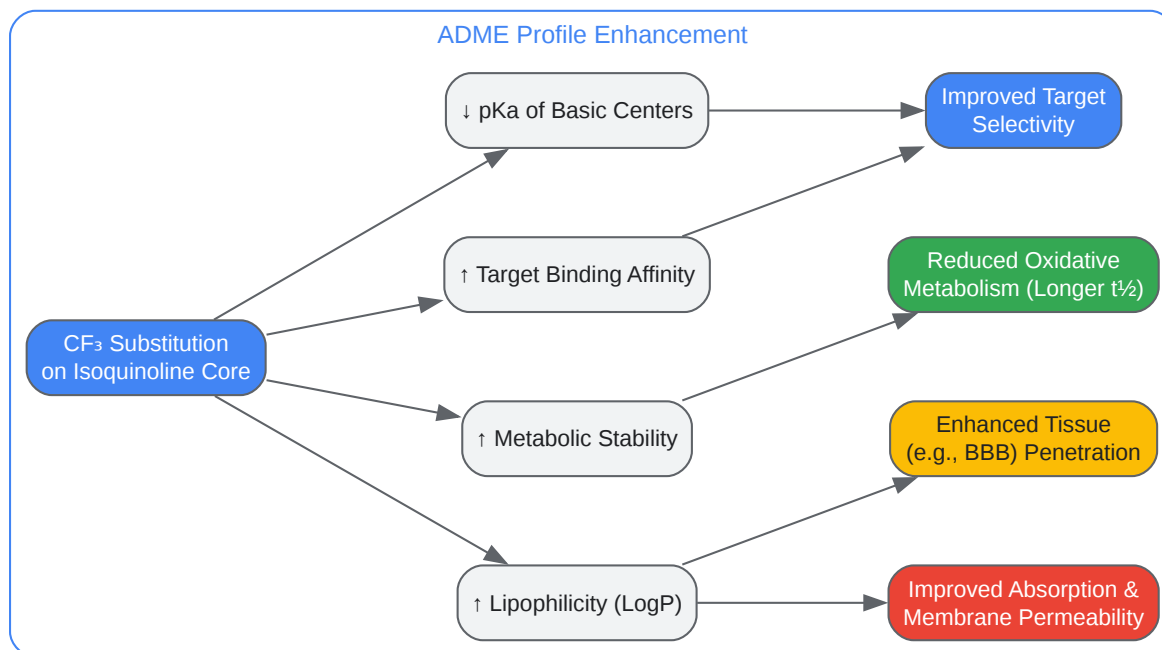 ADME Profile Enhancement
↓ pKa of Basic Centers
Improved Target
Selectivity
↑ Target Binding Affinity
Reduced Oxidative
Metabolism (Longer t½)
CF₃ Substitution
on Isoquinoline Core
↑ Metabolic Stability
Enhanced Tissue
(e.g., BBB) Penetration
↑ Lipophilicity (LogP)
Improved Absorption &
Membrane Permeability